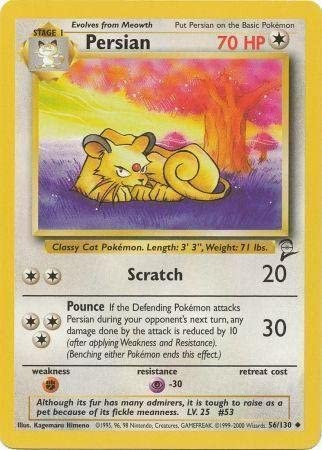 Evolves from Meowth Put Persian on the Basic Pokémon
STAGE 1
Persian 70 HP
Classy Cat Pokémon. Length: 3' 3", Weight: 71 lbs.
Scratch 20
Pounce If the Defending Pokémon attacks
Persian during your opponent's next turn, any
damage done by the attack is reduced by 10
(after applying Weakness and Resistance).
(Benching either Pokémon ends this effect.)
30
weakness resistance retreat cost
-30
Although its fur has many admirers, it is tough to raise as a
pet because of its fickle meanness. LV. 25 #53
Illus. Kagemaru Himeno ©1995, 96, 98 Nintendo, Creatures, GAMEFREAK. ©1999-2000 Wizards. 56/130